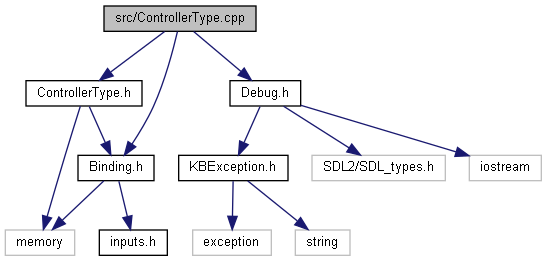 src/ControllerType.cpp
ControllerType.h
Debug.h
Binding.h
KBException.h
SDL2/SDL_types.h
iostream
memory
inputs.h
exception
string